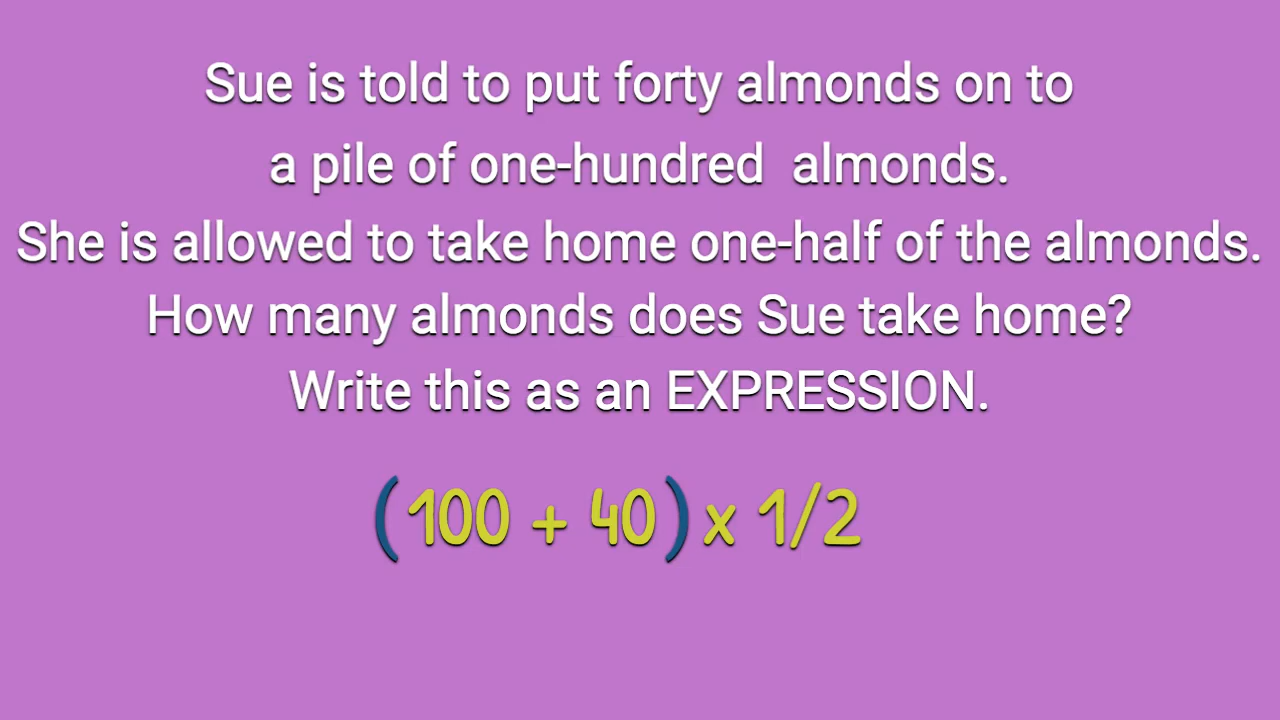 Sue is told to put forty almonds on to
a pile of one-hundred  almonds.
She is allowed to take home one-half of the almonds.
How many almonds does Sue take home?
Write this as an EXPRESSION.
(100 + 40) x 1/2